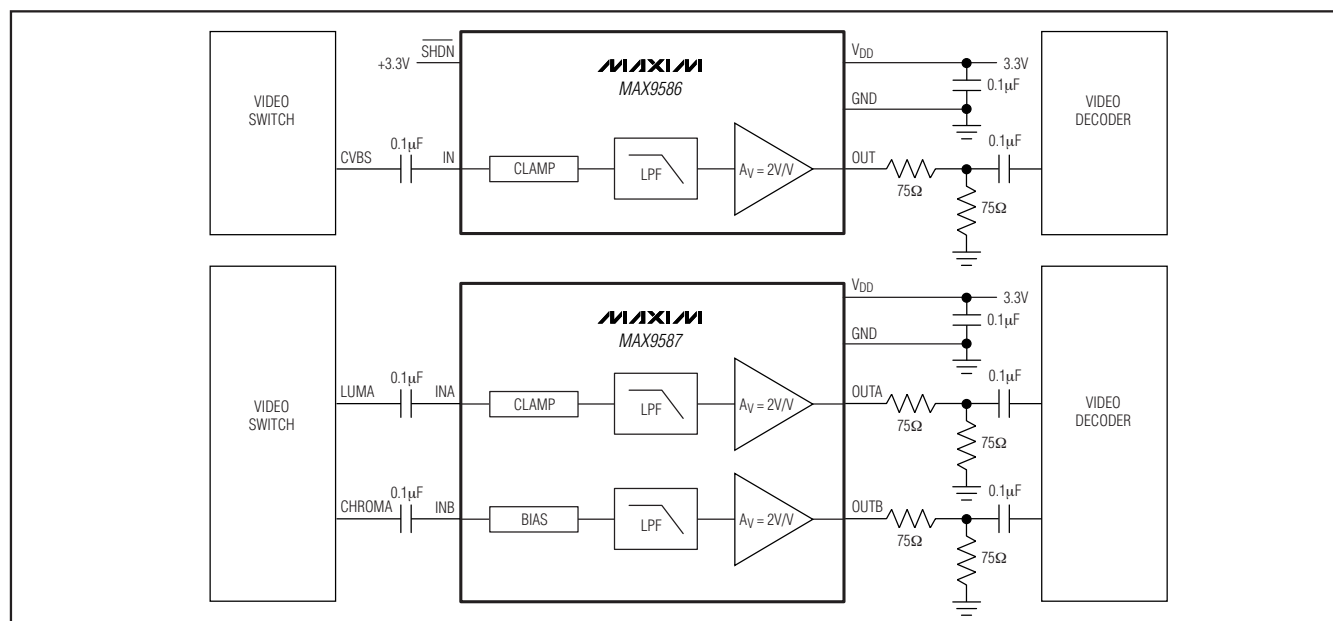 VIDEO
SWITCH
+3.3V
SHDN
MAXIM
MAX9586
VDD
3.3V
0.1µF
GND
CVBS
0.1µF
IN
CLAMP
LPF
AV = 2V/V
OUT
75Ω
75Ω
0.1µF
VIDEO
DECODER
VIDEO
SWITCH
MAXIM
MAX9587
VDD
3.3V
0.1µF
GND
LUMA
0.1µF
INA
CLAMP
LPF
AV = 2V/V
OUTA
75Ω
75Ω
0.1µF
CHROMA
0.1µF
INB
BIAS
LPF
AV = 2V/V
OUTB
75Ω
75Ω
0.1µF
VIDEO
DECODER